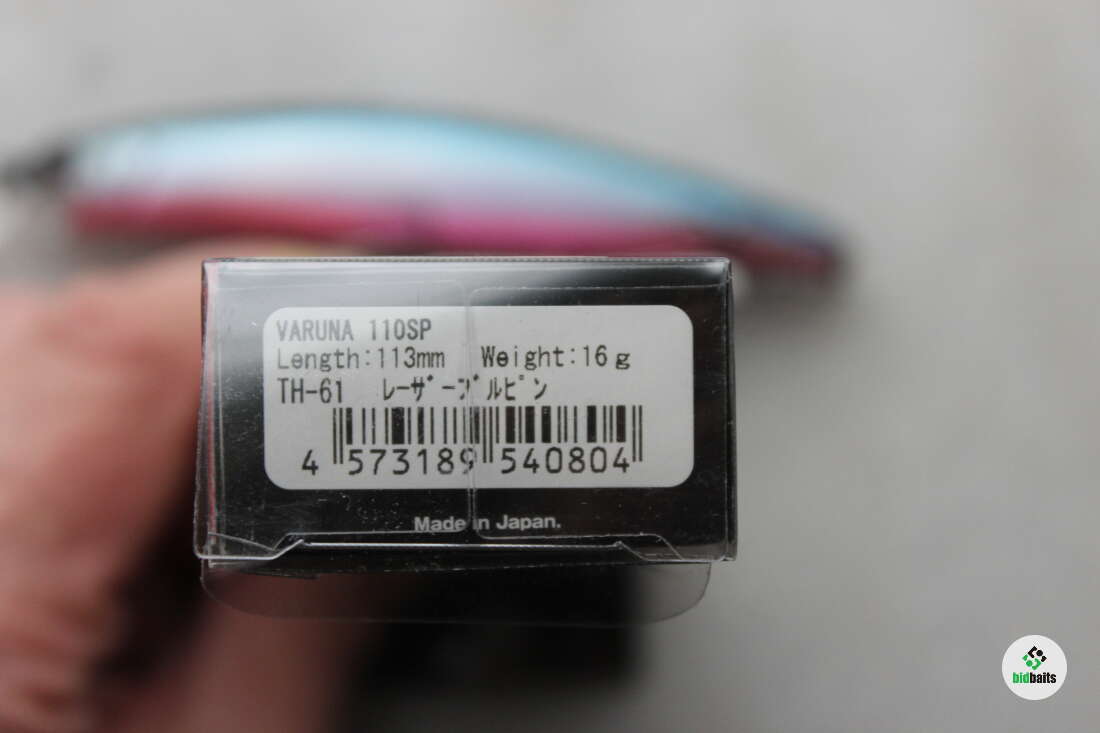 VARUNA 110SP
Length:113mm Weight:16g
TH-61 ﾚｰｻﾞｰﾌﾞﾙﾋﾟﾝ
4 573189 540804
Made in Japan.
bidbaits